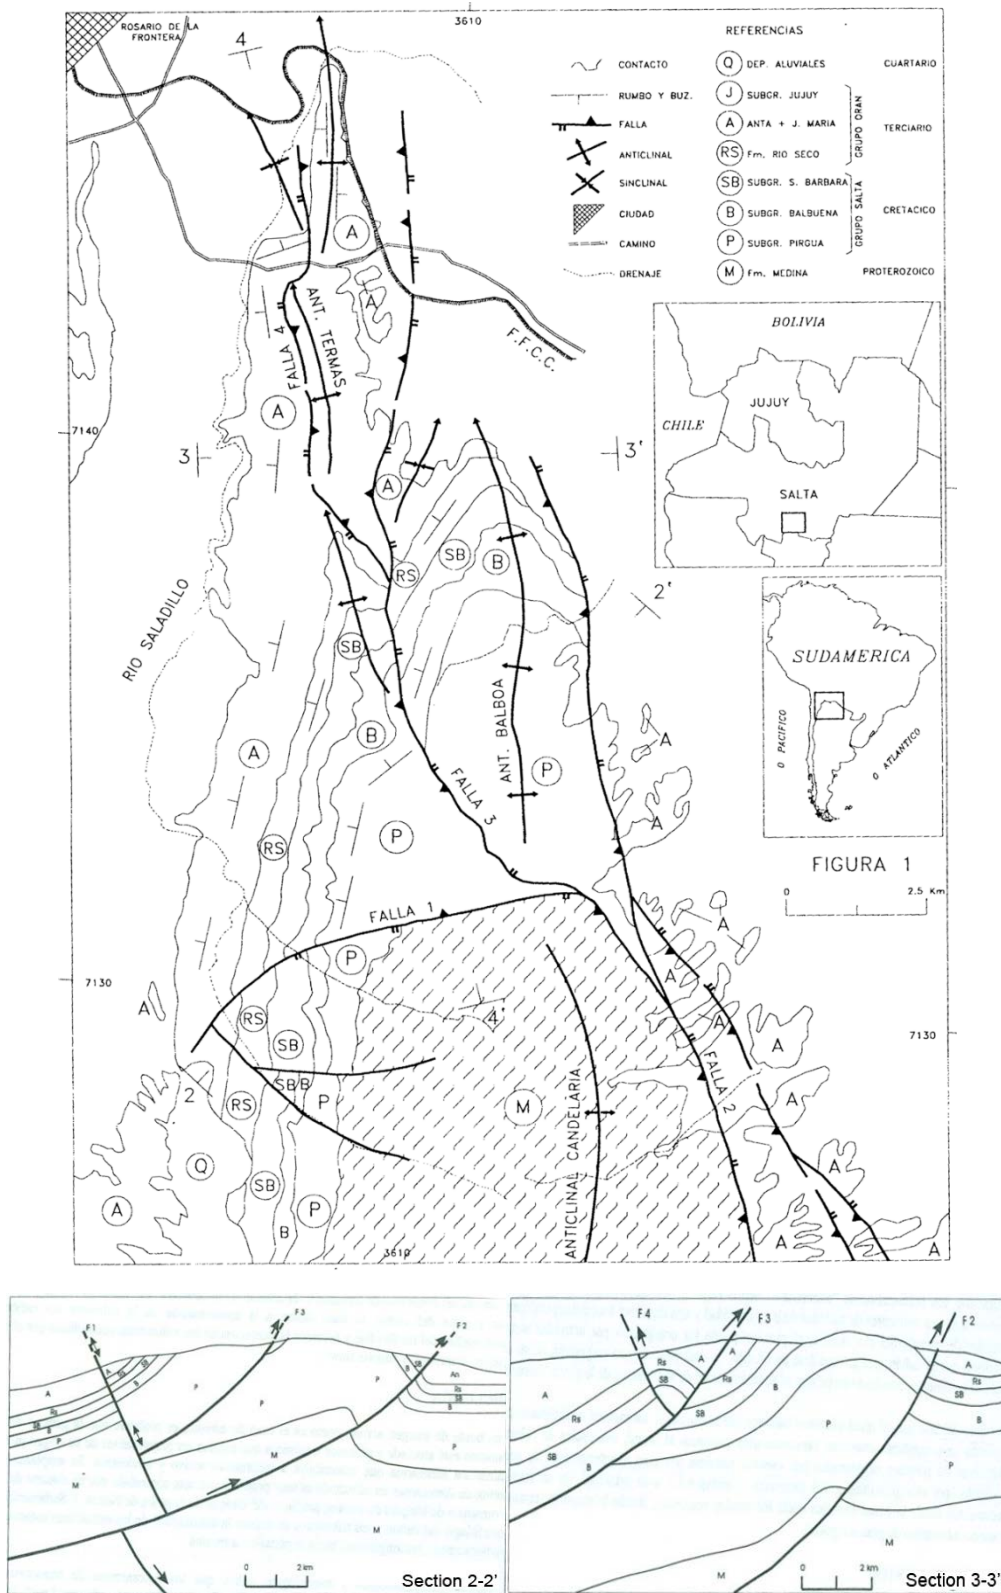 3610
ROSARIO DE LA
FRONTERA
4
REFERENCIAS
CONTACTO
RUMBO Y BUZ.
FALLA
ANTICLINAL
SINCLINAL
CIUDAD
CAMINO
DRENAJE
Q DEP. ALUVIALES
J SUBGR. JUJUY
A ANTA + J. MARIA
RS Fm. RIO SECO
SB SUBGR. S. BARBARA
B SUBGR. BALBUENA
P SUBGR. PIRGUA
M Fm. MEDINA
GRUPO ORAN
GRUPO SALTA
CUARTARIO
TERCIARIO
CRETACICO
PROTEROZOICO
A
A
F.F.C.C.
ANT. TERMAS
FALLA 4
A
7140
3
3'
A
RS
SB
B
2'
RIO SALADILLO
SB
B
A
ANT. BALBOA
P
FALLA 3
A
A
RS
P
FALLA 1
P
A
A
7130
A
RS
SB
4'
A
A
A
7130
FALLA 2
2
RS
SB
B
P
M
ANTICLINAL CANDELARIA
A
Q
SB
P
B
A
A
A
A
3610
BOLIVIA
JUJUY
CHILE
SALTA
SUDAMERICA
O PACIFICO
O ATLANTICO
FIGURA 1
0 2.5 Km
F1
F3
F2
A
SB
B
A
Rs
SB
B
P
M
P
P
M
An
Rs
SB
B
P
M
0 2 km
Section 2-2'
F4
F3
F2
A
Rs
SB
B
Rs
SB
A
Rs
SB
B
P
M
A
Rs
SB
B
P
M
0 2 km
Section 3-3'